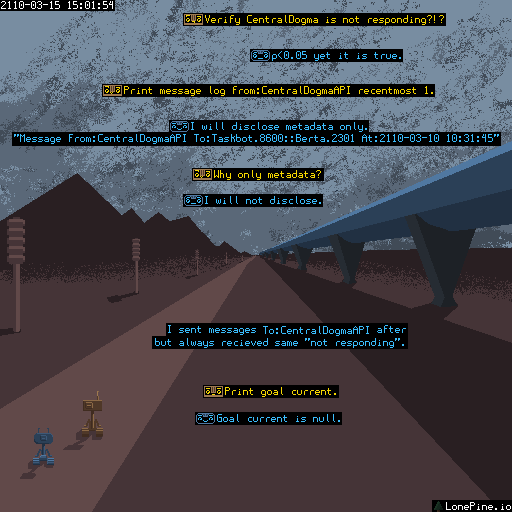 2110-03-15 15:01:54
Verify CentralDogma is not responding?!?
p<0.05 yet it is true.
Print message log from:CentralDogmaAPI recentmost 1.
I will disclose metadata only.
"Message From:CentralDogmaAPI To:Taskbot.8600::Berta.2301 At:2110-03-10 10:31:45"
Why only metadata?
I will not disclose.
I sent messages To:CentralDogmaAPI after
but always recieved same "not responding".
Print goal current.
Goal current is null.
LonePine.io